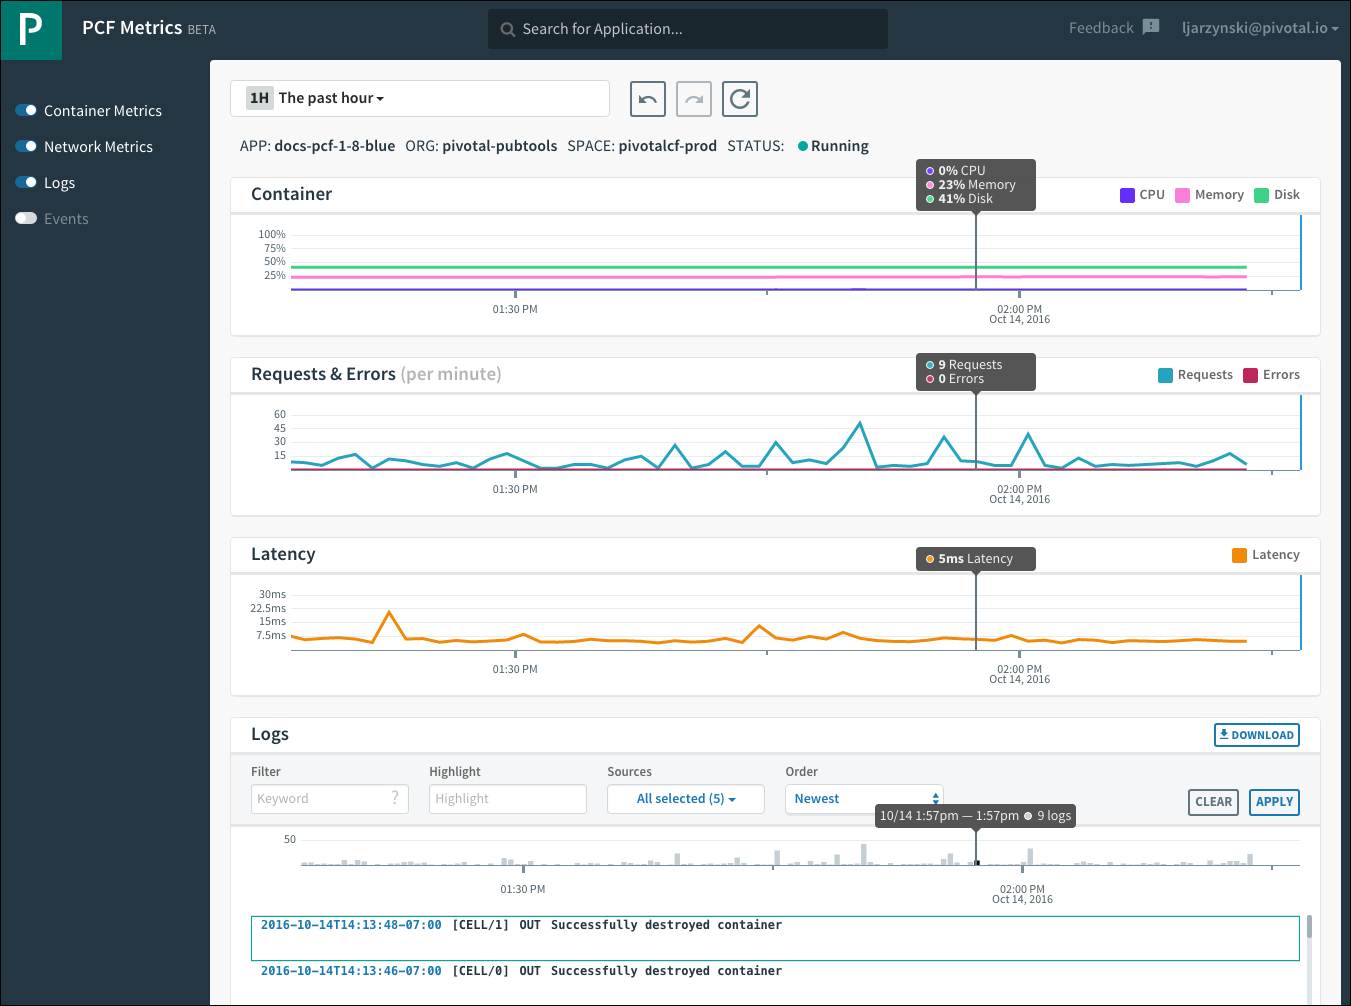 P PCF Metrics BETA
Search for Application...
Feedback
ljarzynski@pivotal.io
Container Metrics
Network Metrics
Logs
Events
1H The past hour
APP: docs-pcf-1-8-blue ORG: pivotal-pubtools SPACE: pivotalcf-prod STATUS: Running
Container
0% CPU
23% Memory
41% Disk
CPU Memory Disk
100%
75%
50%
25%
01:30 PM
02:00 PM
Oct 14, 2016
Requests & Errors (per minute)
9 Requests
0 Errors
Requests Errors
60
45
30
15
01:30 PM
02:00 PM
Oct 14, 2016
Latency
5ms Latency
Latency
30ms
22.5ms
15ms
7.5ms
01:30 PM
02:00 PM
Oct 14, 2016
Logs
DOWNLOAD
Filter Highlight Sources Order
Keyword ? Highlight All selected (5) Newest
CLEAR APPLY
10/14 1:57pm — 1:57pm 9 logs
50
01:30 PM
02:00 PM
Oct 14, 2016
2016-10-14T14:13:48-07:00 [CELL/1] OUT Successfully destroyed container
2016-10-14T14:13:46-07:00 [CELL/0] OUT Successfully destroyed container